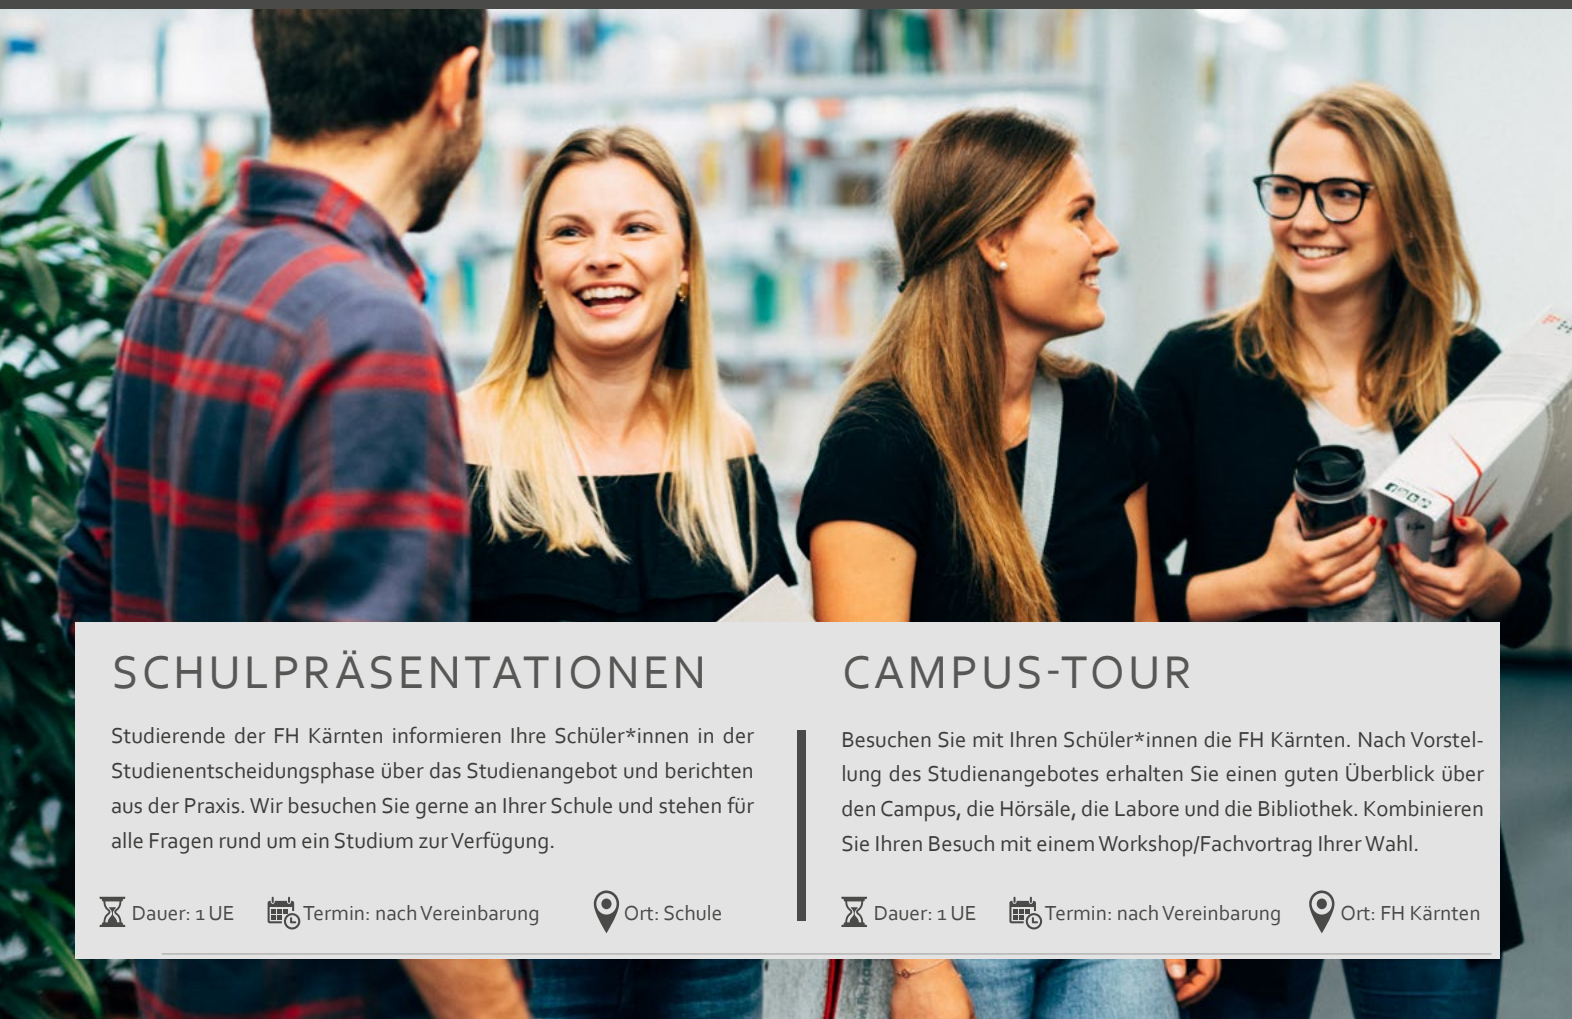 SCHULPRÄSENTATIONEN
Studierende der FH Kärnten informieren Ihre Schüler*innen in der
Studienentscheidungsphase über das Studienangebot und berichten
aus der Praxis. Wir besuchen Sie gerne an Ihrer Schule und stehen für
alle Fragen rund um ein Studium zur Verfügung.
Dauer: 1 UE
Termin: nach Vereinbarung
Ort: Schule
CAMPUS-TOUR
Besuchen Sie mit Ihren Schüler*innen die FH Kärnten. Nach Vorstel-
lung des Studienangebotes erhalten Sie einen guten Überblick über
den Campus, die Hörsäle, die Labore und die Bibliothek. Kombinieren
Sie Ihren Besuch mit einem Workshop/Fachvortrag Ihrer Wahl.
Dauer: 1 UE
Termin: nach Vereinbarung
Ort: FH Kärnten